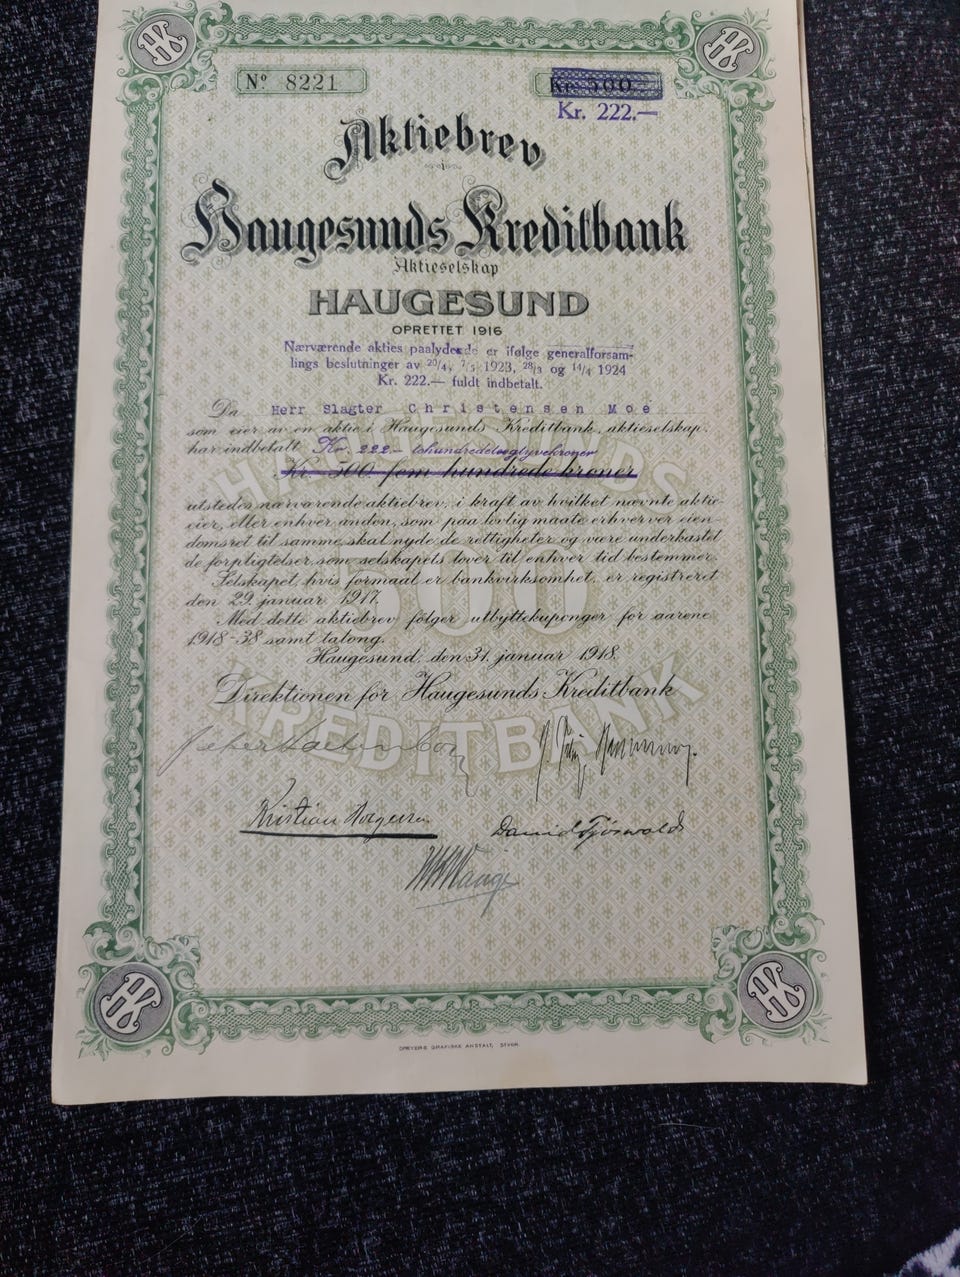 HK HK
Nº 8221
Kr. 500
Kr. 222.—
Aktiebrev
Haugesunds Kreditbank
Aktieselskap
HAUGESUND
OPRETTET 1916
Nærværende akties paalydende er ifølge generalforsam-
lings beslutninger av 20/4, 7/5 1923, 28/3 og 14/4 1924
Kr. 222.— fuldt indbetalt.
Da Herr Slagter Christensen Moe
som eier av en aktie i Haugesunds Kreditbank, aktieselskap,
har indbetalt Kr. 222.- tohundredetoogtyvekroner
Kr. 500 fem hundrede kroner
utstedes nærværende aktiebrev, i kraft av hvilket nævnte aktie-
eier, eller enhver anden, som paa lovlig maate erhverver eien-
domsret til samme, skal nyde de rettigheter og være underkastet
de forpligtelser, som selskapets lover til enhver tid bestemmer.
Selskapet, hvis formaal er bankvirksomhet, er registreret
den 29. januar 1917.
Med dette aktiebrev følger utbyttekuponger for aarene
1918-38 samt talong.
Haugesund, den 31. januar 1918.
Direktionen for Haugesunds Kreditbank
HAUGESUNDS
500
KREDITBANK
Kristian
David
HK HK
DREYERS GRAFISKE ANSTALT, STVGR.